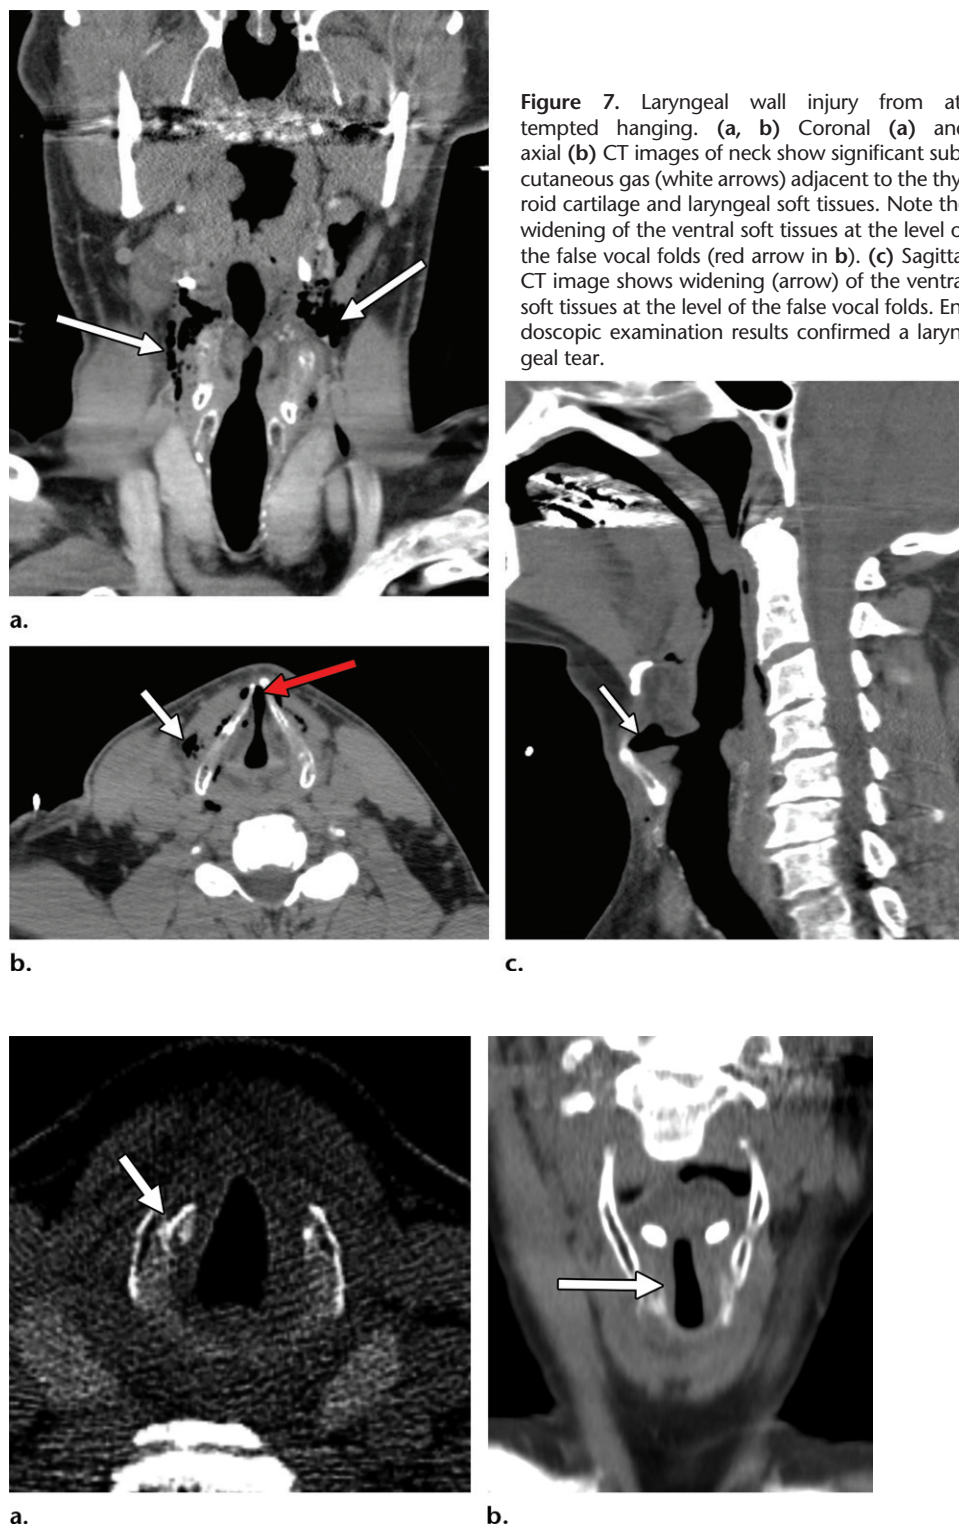 Figure 7. Laryngeal wall injury from at
tempted hanging. (a, b) Coronal (a) and
axial (b) CT images of neck show significant sub
cutaneous gas (white arrows) adjacent to the thy
roid cartilage and laryngeal soft tissues. Note the
widening of the ventral soft tissues at the level o
the false vocal folds (red arrow in b). (c) Sagitta
CT image shows widening (arrow) of the ventra
soft tissues at the level of the false vocal folds. En
doscopic examination results confirmed a laryn
geal tear.
a.
b.
c.
a.
b.